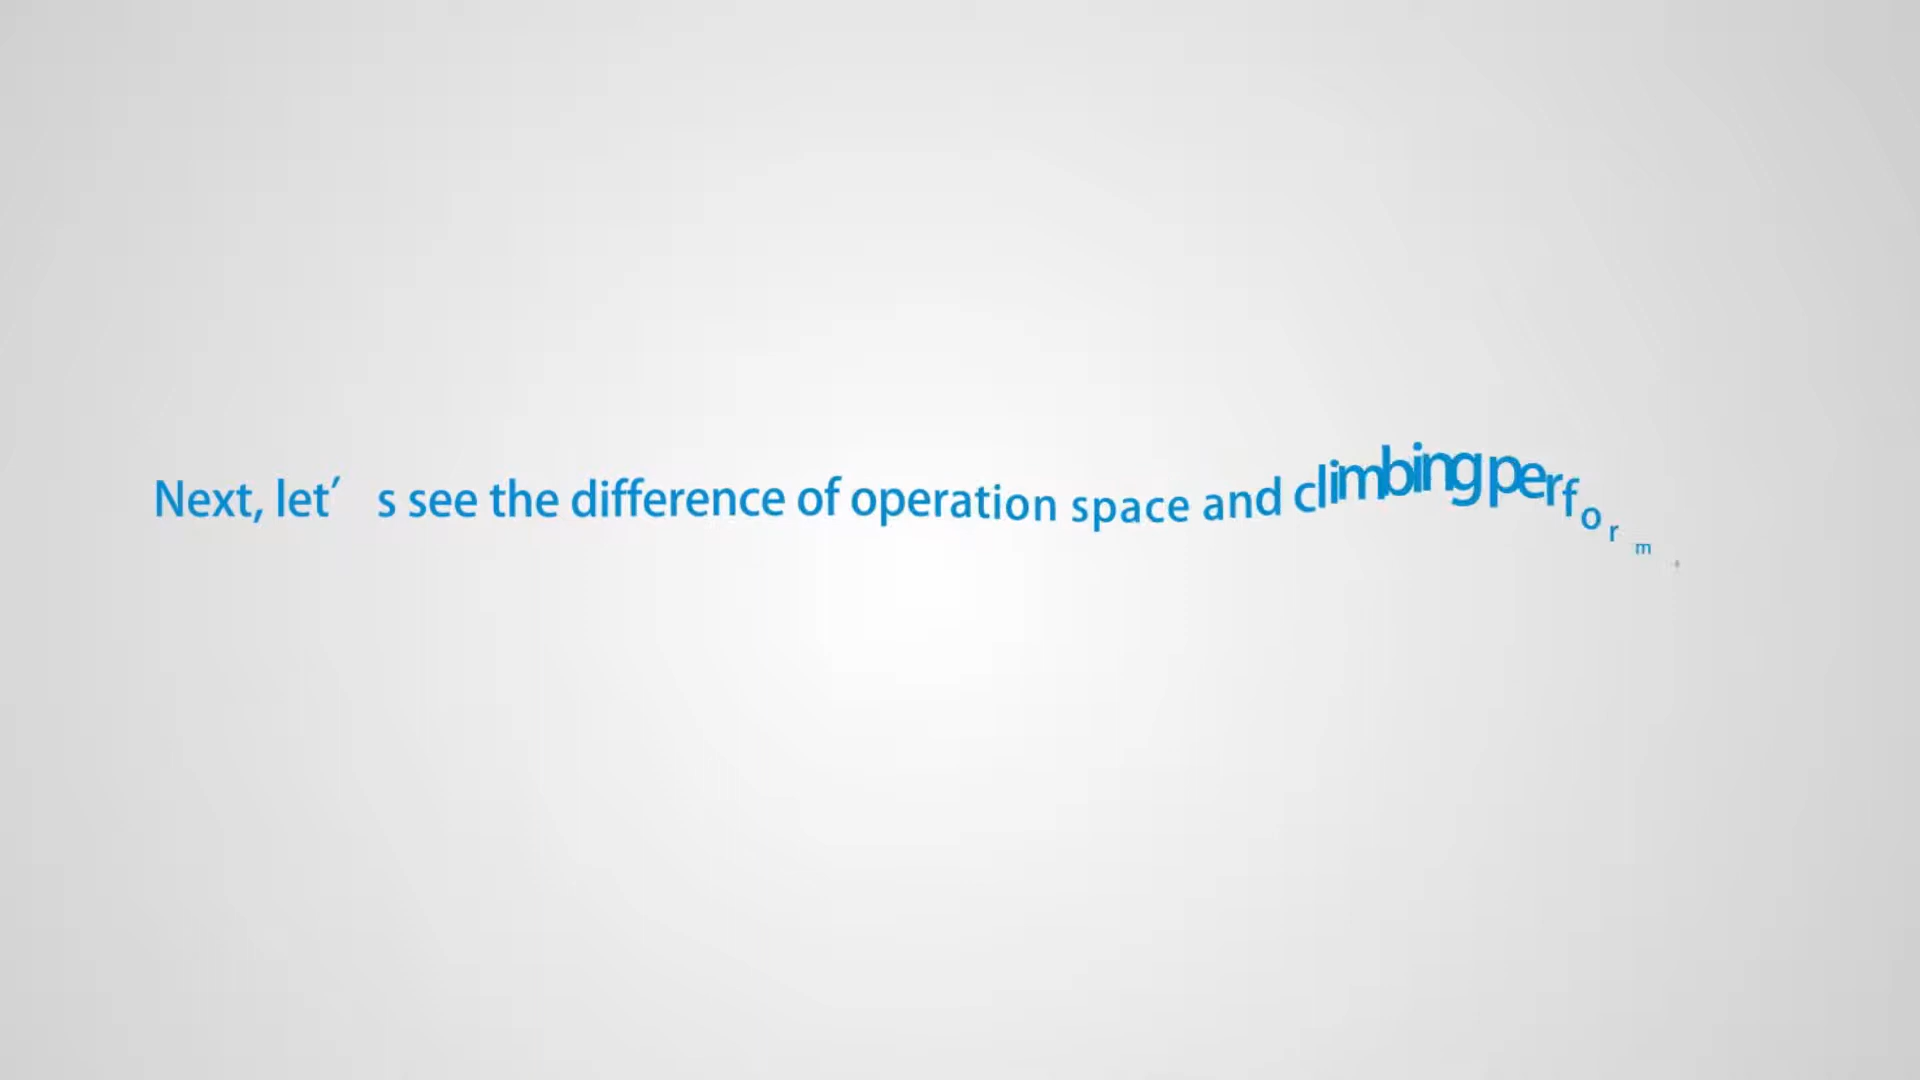 Next, let′ s see the difference of operation space and climbing perform